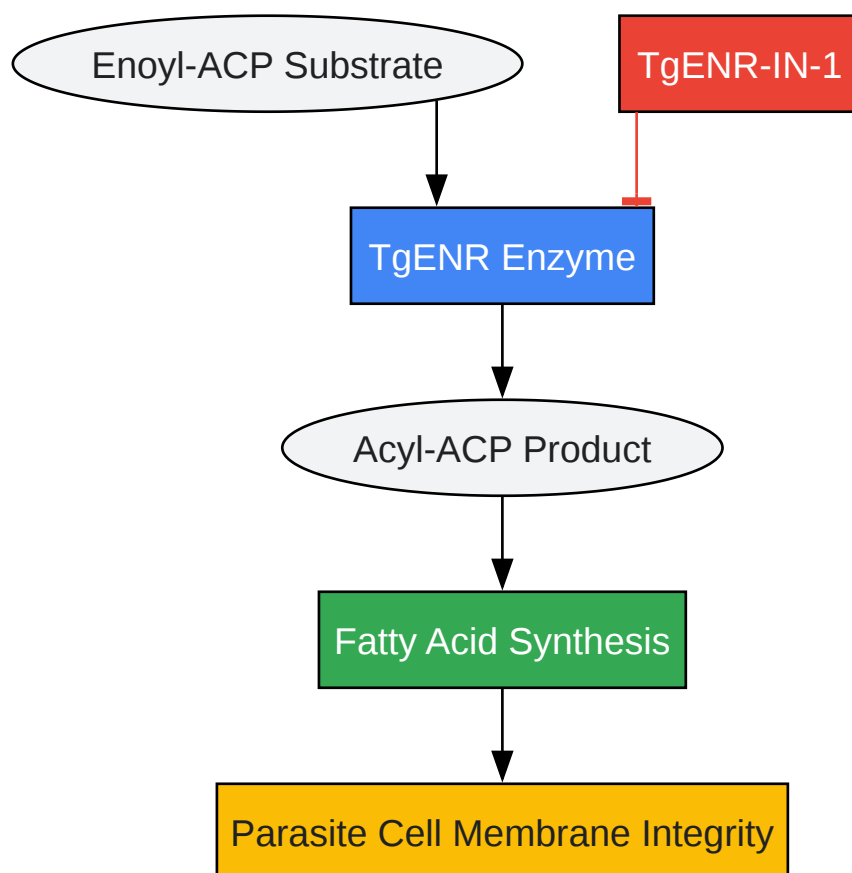 Enoyl-ACP Substrate
TgENR-IN-1
TgENR Enzyme
Acyl-ACP Product
Fatty Acid Synthesis
Parasite Cell Membrane Integrity